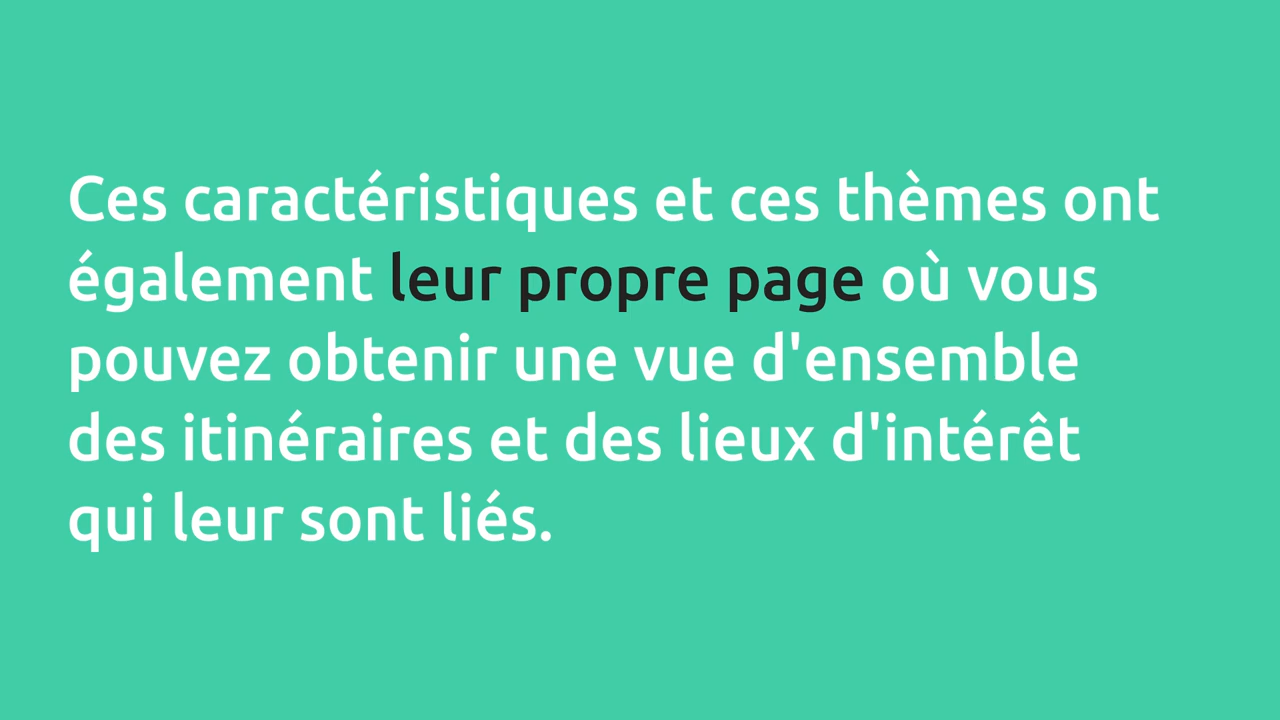 Ces caractéristiques et ces thèmes ont
également leur propre page où vous
pouvez obtenir une vue d'ensemble
des itinéraires et des lieux d'intérêt
qui leur sont liés.